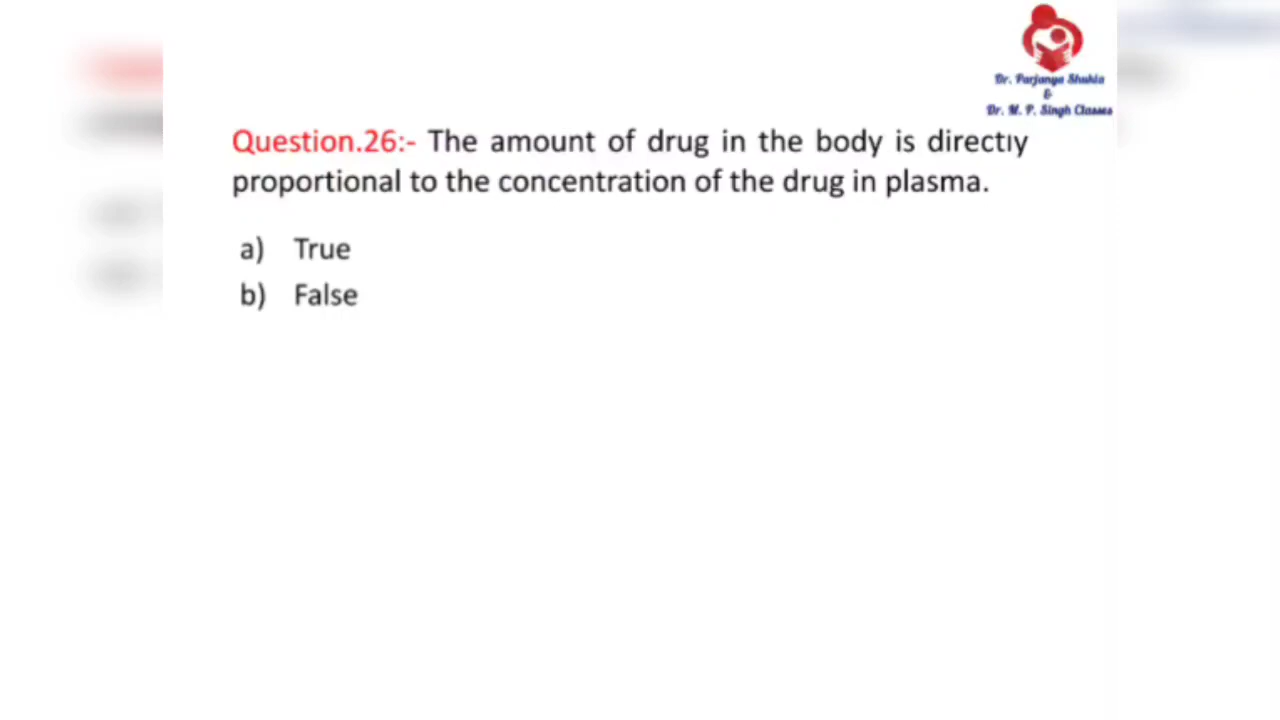 Dr. Parjanya Shukla
&
Dr. M. P. Singh Classes
Question.26:- The amount of drug in the body is directly
proportional to the concentration of the drug in plasma.
a) True
b) False